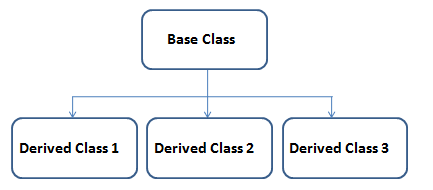 Base Class
Derived Class 1
Derived Class 2
Derived Class 3